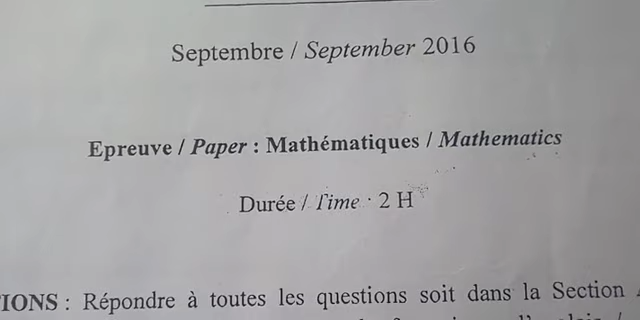 Septembre / September 2016
Epreuve / Paper : Mathématiques / Mathematics
Durée / Time : 2 H
IONS : Répondre à toutes les questions soit dans la Section